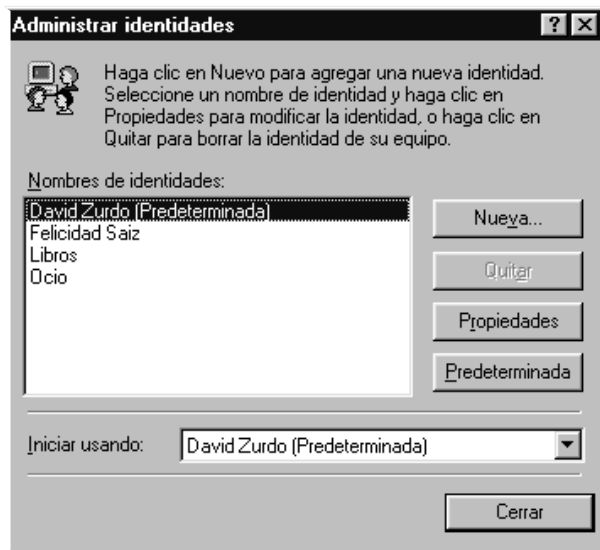 Administrar identidades
Haga clic en Nuevo para agregar una nueva identidad.
Seleccione un nombre de identidad y haga clic en
Propiedades para modificar la identidad, o haga clic en
Quitar para borrar la identidad de su equipo.
Nombres de identidades:
David Zurdo (Predeterminada)
Felicidad Saiz
Libros
Ocio
Nueva...
Quitar
Propiedades
Predeterminada
Iniciar usando:
David Zurdo (Predeterminada)
Cerrar